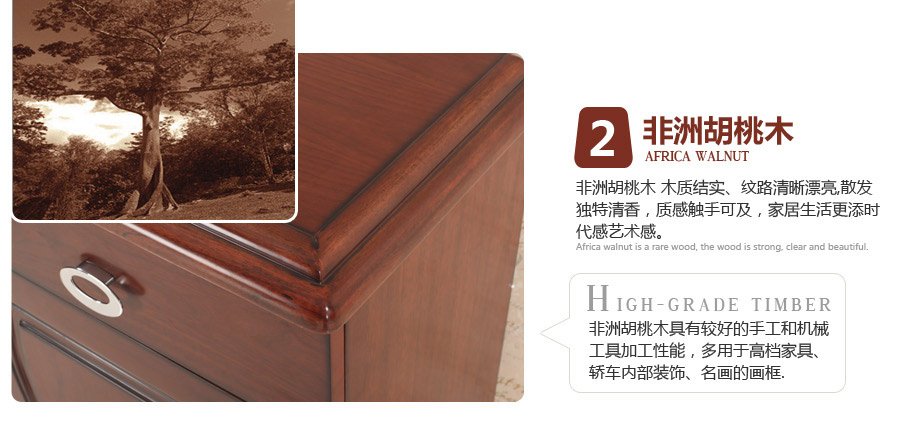 2 非洲胡桃木
AFRICA WALNUT
非洲胡桃木 木质结实、纹路清晰漂亮,散发
独特清香，质感触手可及，家居生活更添时
代感艺术感。
Africa walnut is a rare wood, the wood is strong, clear and beautiful.
HIGH-GRADE TIMBER
非洲胡桃木具有较好的手工和机械
工具加工性能，多用于高档家具、
轿车内部装饰、名画的画框.